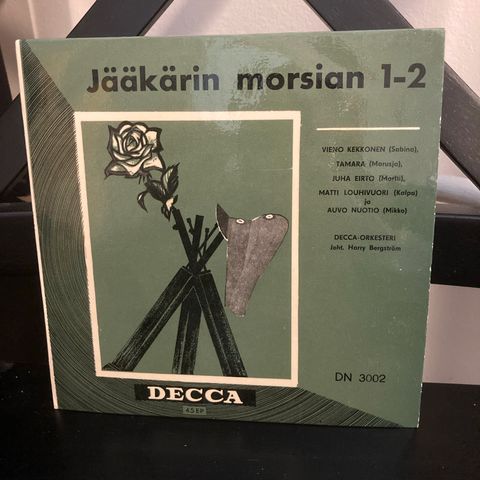 Jääkärin morsian 1-2
VIENO KEKKONEN (Sabina),
TAMARA (Marusja),
JUHA EIRTO (Martti),
MATTI LOUHIVUORI (Kalpa)
ja
AUVO NUOTIO (Mikko)
DECCA-ORKESTERI
Joht. Harry Bergström
DN 3002
DECCA
45 EP